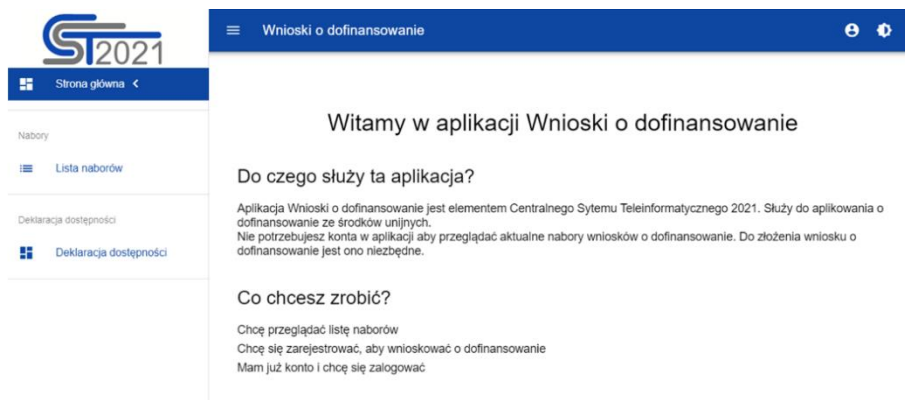 SST2021
Wnioski o dofinansowanie
Strona główna
Nabory
Lista naborów
Deklaracja dostępności
Deklaracja dostępności
Witamy w aplikacji Wnioski o dofinansowanie
Do czego służy ta aplikacja?
Aplikacja Wnioski o dofinansowanie jest elementem Centralnego Sytemu Teleinformatycznego 2021. Służy do aplikowania o
dofinansowanie ze środków unijnych.
Nie potrzebujesz konta w aplikacji aby przeglądać aktualne nabory wniosków o dofinansowanie. Do złożenia wniosku o
dofinansowanie jest ono niezbędne.
Co chcesz zrobić?
Chcę przeglądać listę naborów
Chcę się zarejestrować, aby wnioskować o dofinansowanie
Mam już konto i chcę się zalogować